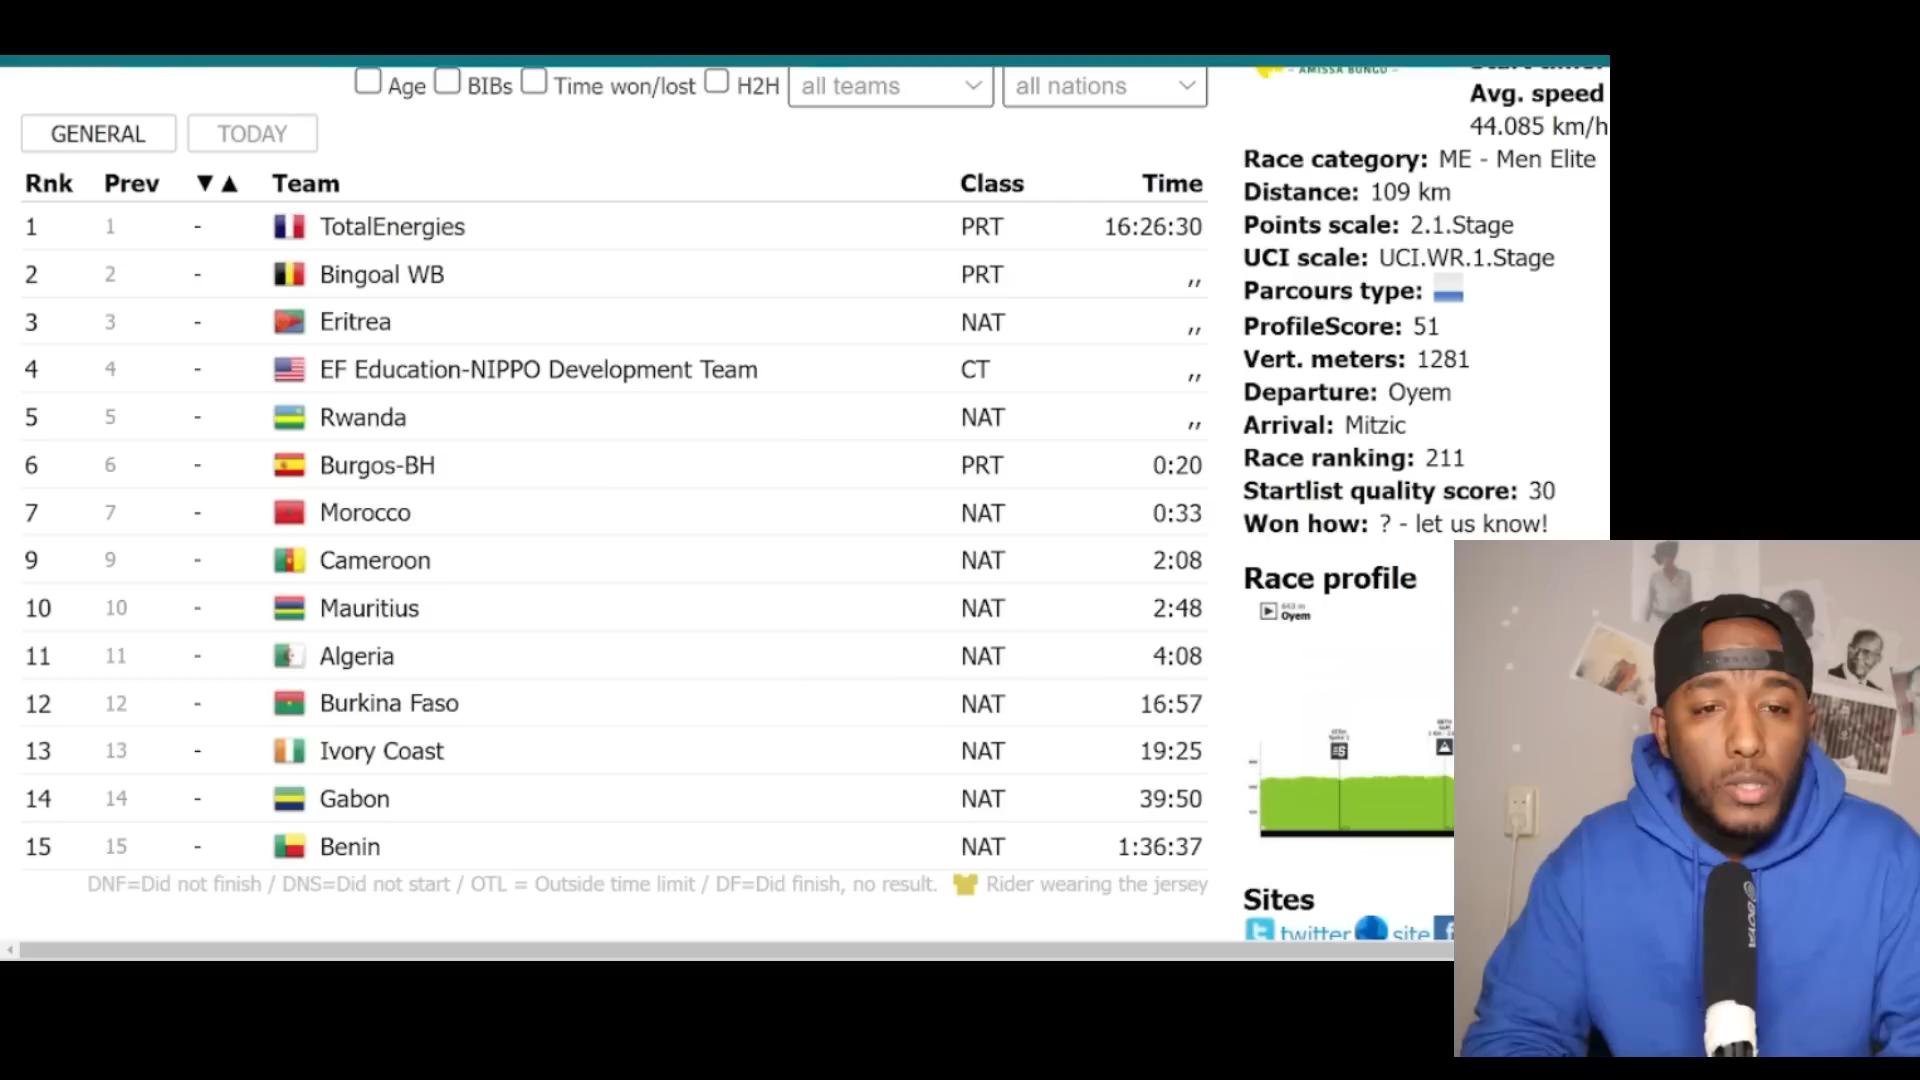 Age BIBs Time won/lost H2H all teams all nations
GENERAL TODAY
Rnk Prev ▼▲ Team Class Time
1 1 - TotalEnergies PRT 16:26:30
2 2 - Bingoal WB PRT ,,
3 3 - Eritrea NAT ,,
4 4 - EF Education-NIPPO Development Team CT ,,
5 5 - Rwanda NAT ,,
6 6 - Burgos-BH PRT 0:20
7 7 - Morocco NAT 0:33
9 9 - Cameroon NAT 2:08
10 10 - Mauritius NAT 2:48
11 11 - Algeria NAT 4:08
12 12 - Burkina Faso NAT 16:57
13 13 - Ivory Coast NAT 19:25
14 14 - Gabon NAT 39:50
15 15 - Benin NAT 1:36:37
DNF=Did not finish / DNS=Did not start / OTL = Outside time limit / DF=Did finish, no result. Rider wearing the jersey
- AMISSA BONGO -
Avg. speed
44.085 km/h
Race category: ME - Men Elite
Distance: 109 km
Points scale: 2.1.Stage
UCI scale: UCI.WR.1.Stage
Parcours type:
ProfileScore: 51
Vert. meters: 1281
Departure: Oyem
Arrival: Mitzic
Race ranking: 211
Startlist quality score: 30
Won how: ? - let us know!
Race profile
Oyem
Sites
twitter site